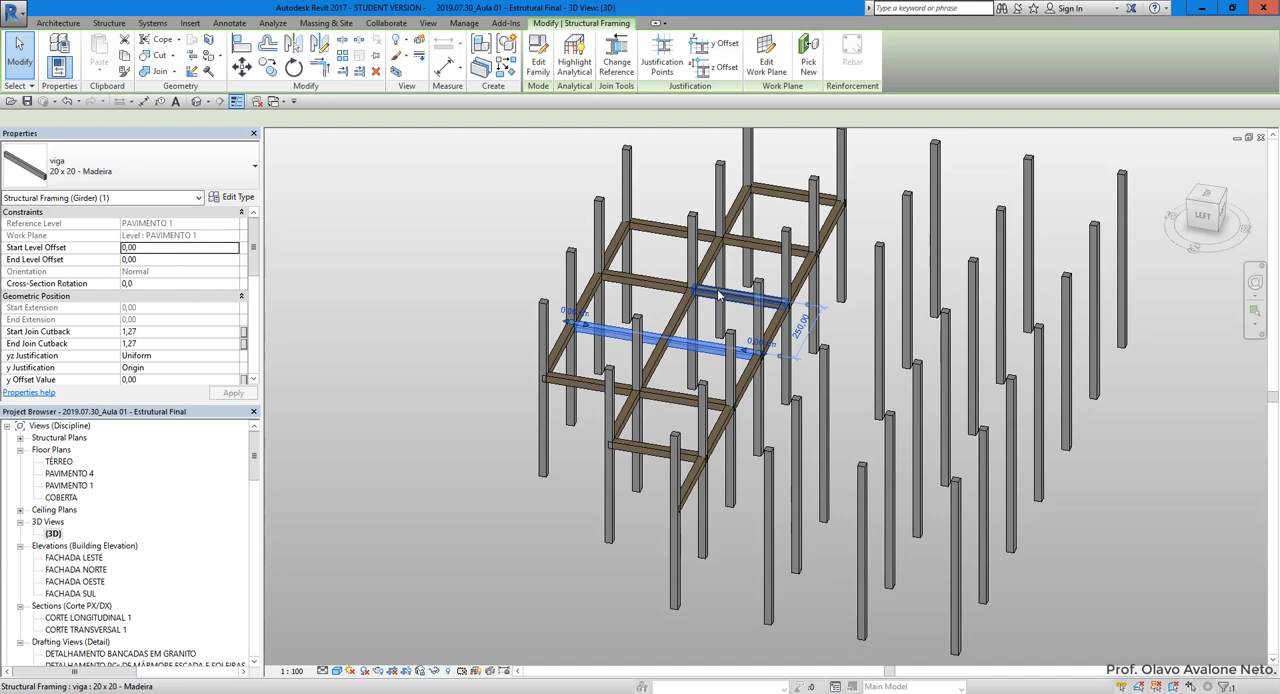 Autodesk Revit 2017 - STUDENT VERSION - 2019.07.30_Aula 01 - Estrutural Final - 3D View: {3D}
Type a keyword or phrase
Sign In
Architecture Structure Systems Insert Annotate Analyze Massing & Site Collaborate View Manage Add-Ins Modify | Structural Framing
Modify
Paste
Cope
Cut
Join
Edit Family
Highlight Analytical
Change Reference
Justification Points
y Offset
z Offset
Edit Work Plane
Pick New
Rebar
Select Properties Clipboard Geometry Modify View Measure Create Mode Analytical Join Tools Justification Work Plane Reinforcement
Properties
viga
20 x 20 - Madeira
Structural Framing (Girder) (1)
Edit Type
Constraints
Reference Level PAVIMENTO 1
Work Plane Level : PAVIMENTO 1
Start Level Offset 0,00
End Level Offset 0,00
Orientation Normal
Cross-Section Rotation 0,0
Geometric Position
Start Extension
End Extension
Start Join Cutback 1,27
End Join Cutback 1,27
yz Justification Uniform
y Justification Origin
y Offset Value 0,00
Properties help
Apply
Project Browser - 2019.07.30_Aula 01 - Estrutural Final
Views (Discipline)
Structural Plans
Floor Plans
TÉRREO
PAVIMENTO 4
PAVIMENTO 1
COBERTA
Ceiling Plans
3D Views
{3D}
Elevations (Building Elevation)
FACHADA LESTE
FACHADA NORTE
FACHADA OESTE
FACHADA SUL
Sections (Corte PX/DX)
CORTE LONGITUDINAL 1
CORTE TRANSVERSAL 1
Drafting Views (Detail)
DETALHAMENTO BANCADAS EM GRANITO
DETALHAMENTO PCs DE MÁRMORE ESCADA E SOLEIRAS
250.00
LEFT
1 : 100
Prof. Olavo Avalone Neto.
Structural Framing : viga : 20 x 20 - Madeira
:0
Main Model
:1